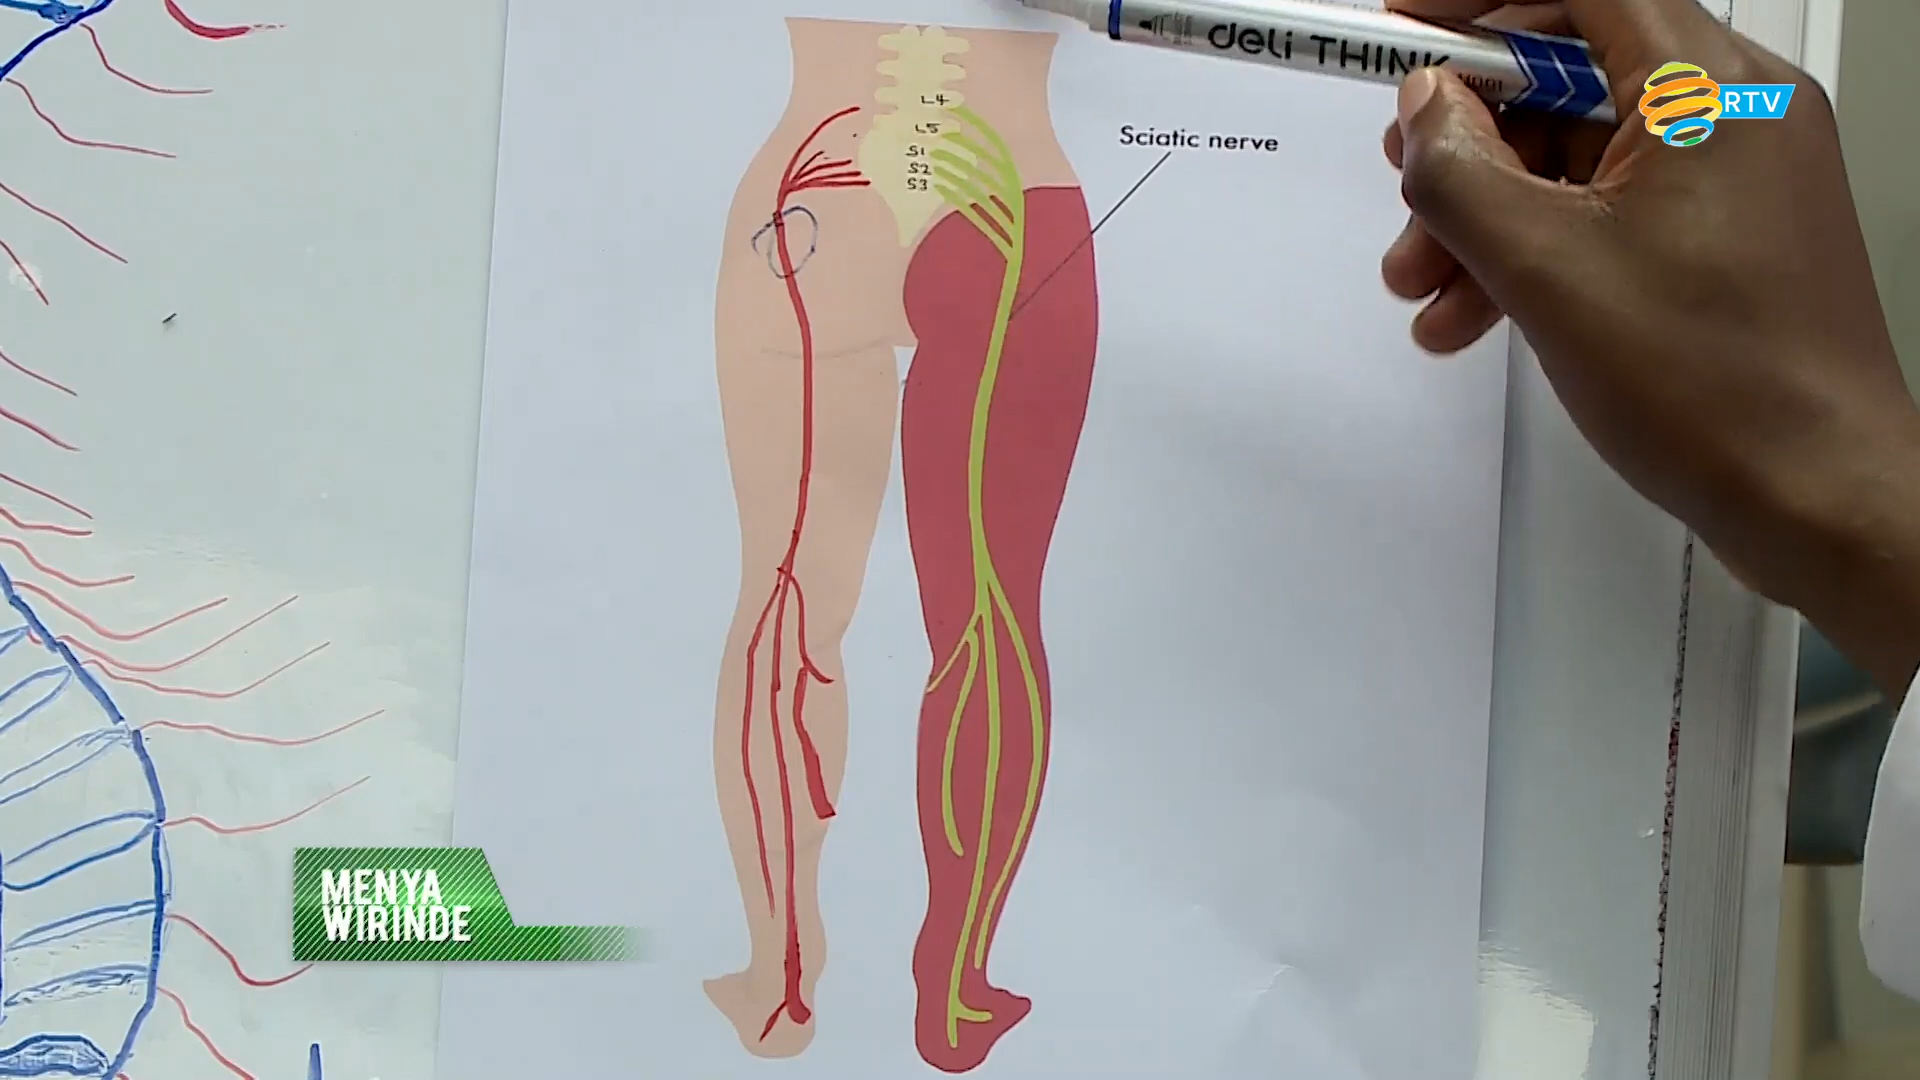 deli THINK
RTV
L4
Sciatic nerve
L5
S1
S2
S3
MENYA
WIRINDE